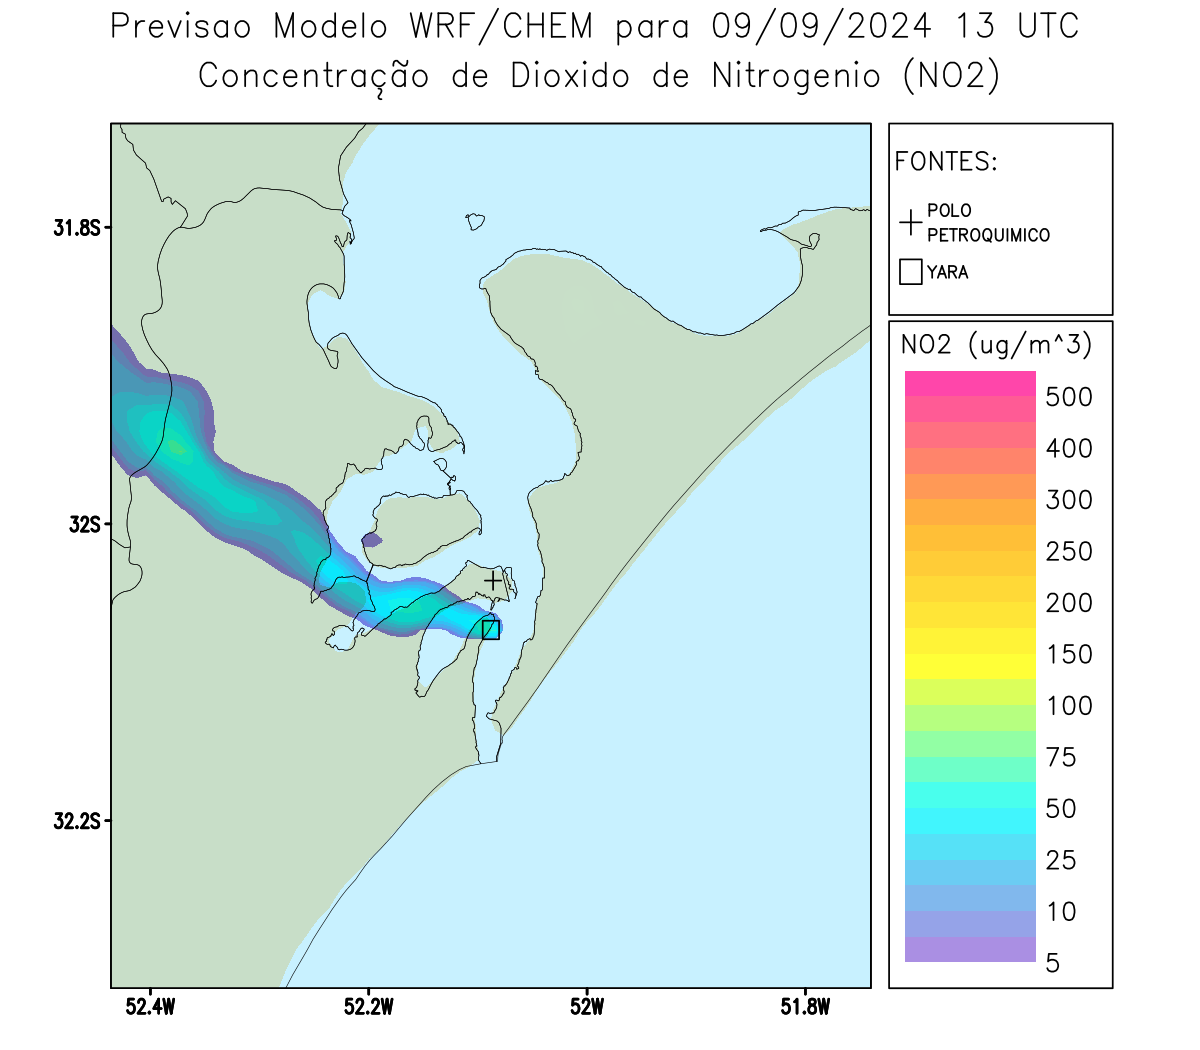 Previsao Modelo WRF/CHEM para 09/09/2024 13 UTC
Concentração de Dioxido de Nitrogenio (NO2)
FONTES:
POLO
PETROQUIMICO
YARA
NO2 (ug/m^3)
500
400
300
250
200
150
100
75
50
25
10
5
31.8S
32S
32.2S
52.4W
52.2W
52W
51.8W